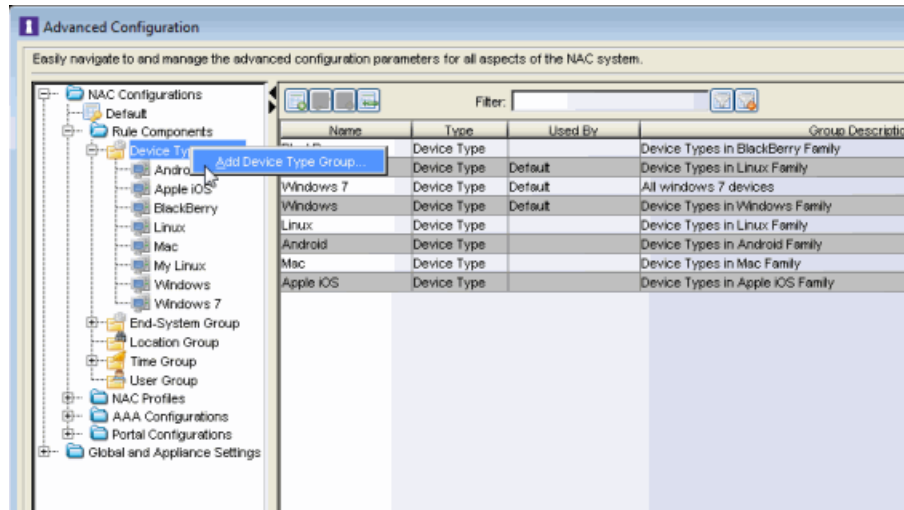 Advanced Configuration
Easily navigate to and manage the advanced configuration parameters for all aspects of the NAC system.
NAC Configurations
Default
Rule Components
Device Ty
Andro
Apple iOS
BlackBerry
Linux
Mac
My Linux
Windows
Windows 7
End-System Group
Location Group
Time Group
User Group
NAC Profiles
AAA Configurations
Portal Configurations
Global and Appliance Settings
Add Device Type Group...
Filter:
Name Type Used By Group Descriptio
Device Type Device Types in BlackBerry Family
Device Type Default Device Types in Linux Family
Windows 7 Device Type Default All windows 7 devices
Windows Device Type Default Device Types in Windows Family
Linux Device Type Device Types in Linux Family
Android Device Type Device Types in Android Family
Mac Device Type Device Types in Mac Family
Apple iOS Device Type Device Types in Apple iOS Family